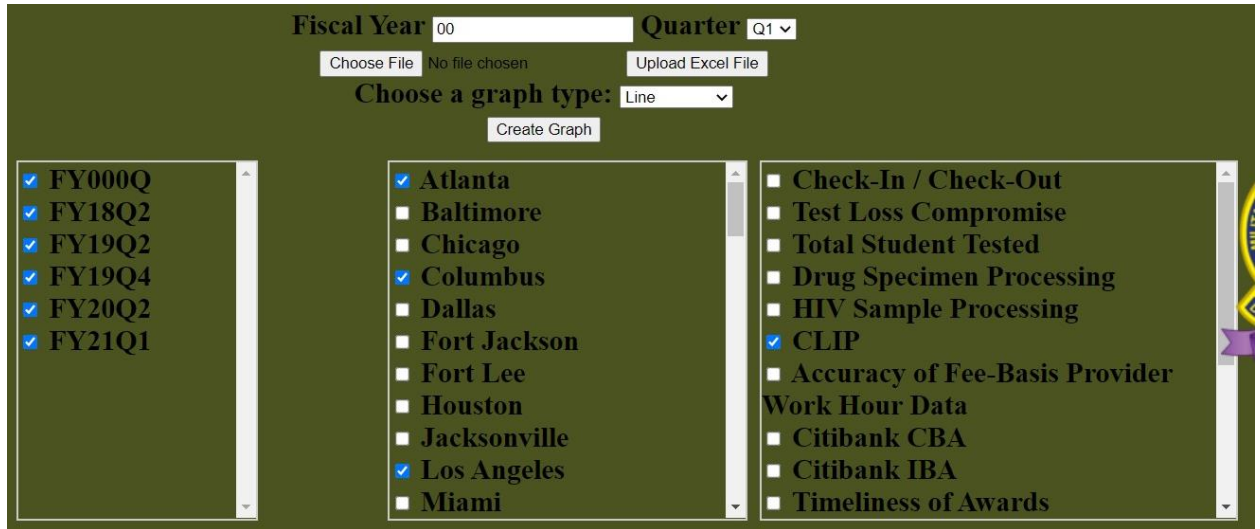 Fiscal Year 00 Quarter Q1
Choose File No file chosen Upload Excel File
Choose a graph type: Line
Create Graph
FY000Q
FY18Q2
FY19Q2
FY19Q4
FY20Q2
FY21Q1
Atlanta
Baltimore
Chicago
Columbus
Dallas
Fort Jackson
Fort Lee
Houston
Jacksonville
Los Angeles
Miami
Check-In / Check-Out
Test Loss Compromise
Total Student Tested
Drug Specimen Processing
HIV Sample Processing
CLIP
Accuracy of Fee-Basis Provider
Work Hour Data
Citibank CBA
Citibank IBA
Timeliness of Awards